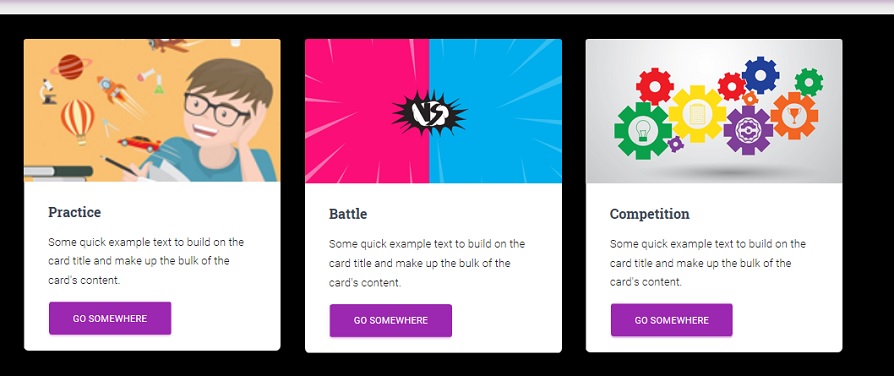 Practice
Some quick example text to build on the
card title and make up the bulk of the
card's content.
GO SOMEWHERE
VS
Battle
Some quick example text to build on the
card title and make up the bulk of the
card's content.
GO SOMEWHERE
Competition
Some quick example text to build on the
card title and make up the bulk of the
card's content.
GO SOMEWHERE